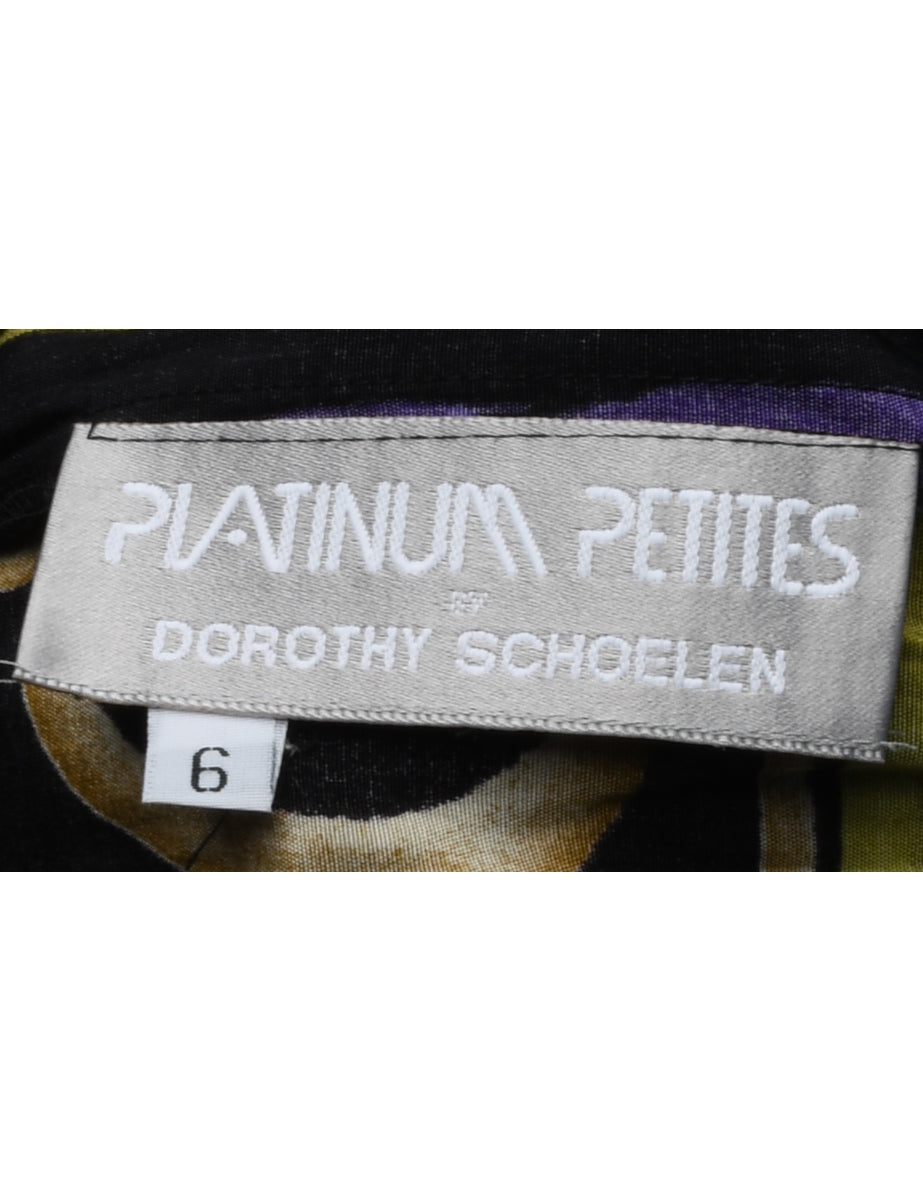 PLATINUM PETITES
BY
DOROTHY SCHOELEN
6